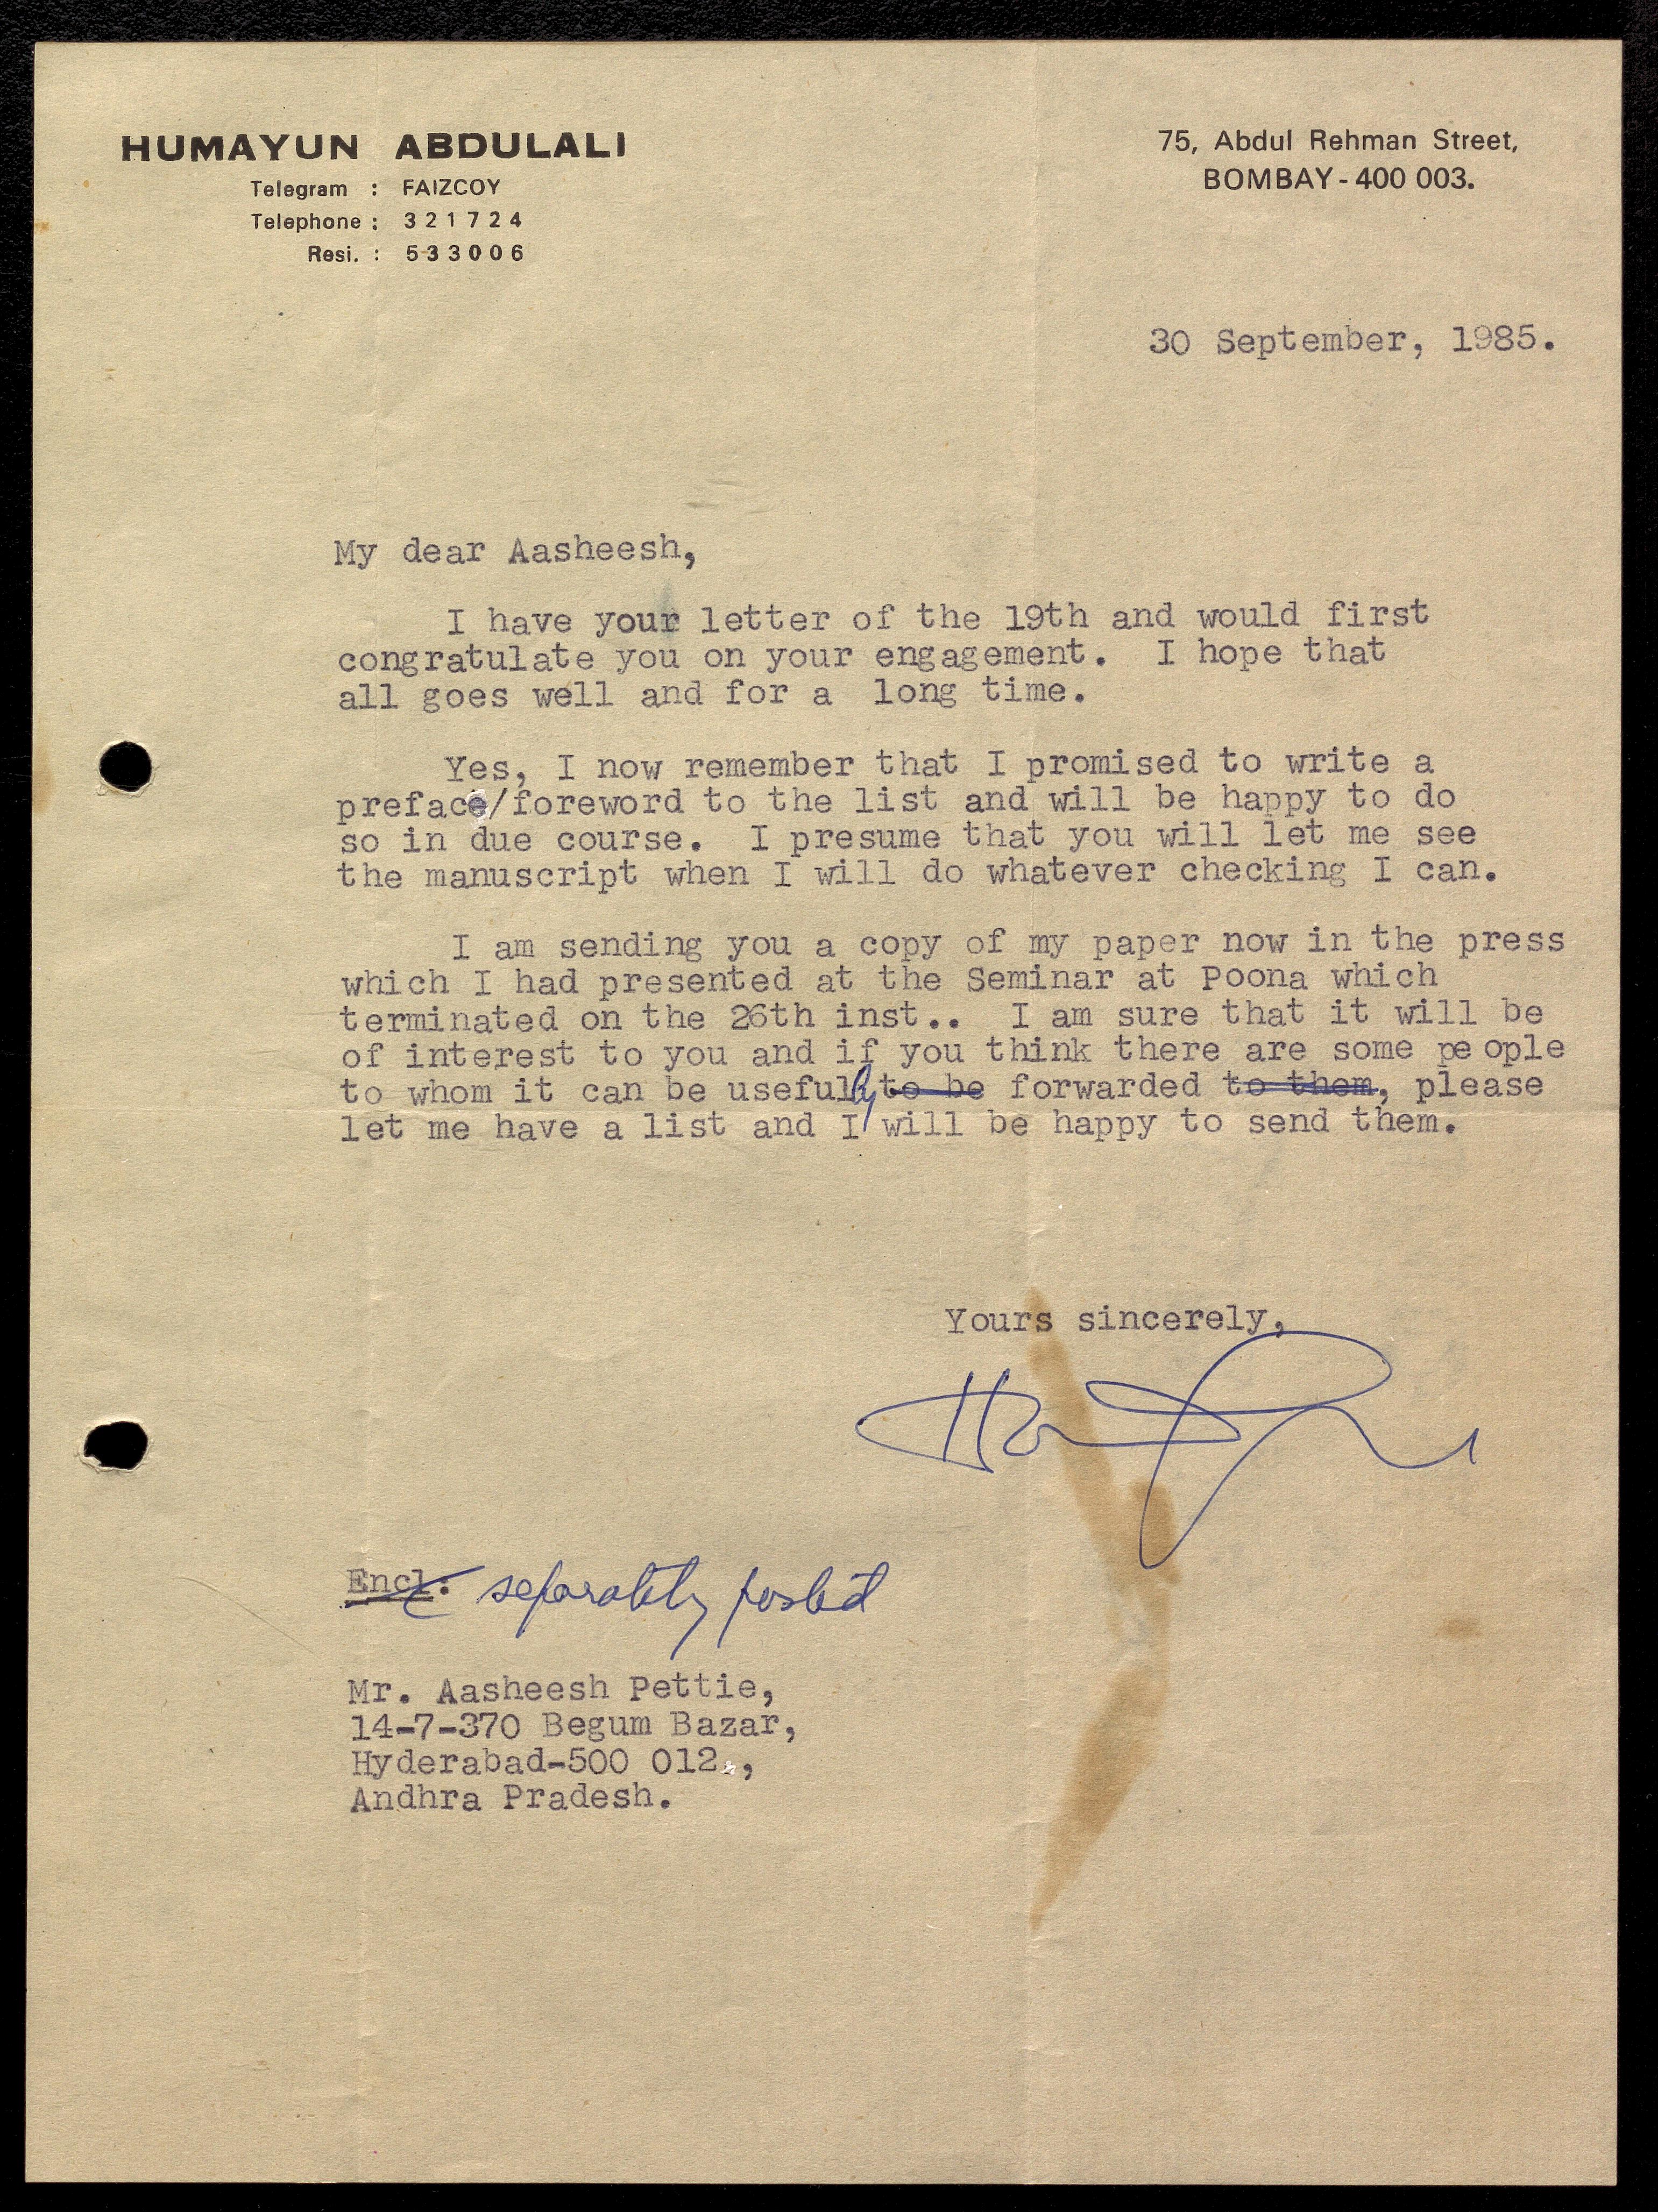 HUMAYUN ABDULALI
Telegram : FAIZCOY
Telephone : 321724
Resi. : 533006
75, Abdul Rehman Street,
BOMBAY - 400 003.
30 September, 1985.
My dear Aasheesh,
I have your letter of the 19th and would first
congratulate you on your engagement. I hope that
all goes well and for a long time.
Yes, I now remember that I promised to write a
preface/foreword to the list and will be happy to do
so in due course. I presume that you will let me see
the manuscript when I will do whatever checking I can.
I am sending you a copy of my paper now in the press
which I had presented at the Seminar at Poona which
terminated on the 26th inst.. I am sure that it will be
of interest to you and if you think there are some people
to whom it can be usefully to be forwarded to them, please
let me have a list and I will be happy to send them.
Yours sincerely,
Encl: separately posted
Mr. Aasheesh Pettie,
14-7-370 Begum Bazar,
Hyderabad-500 012.,
Andhra Pradesh.